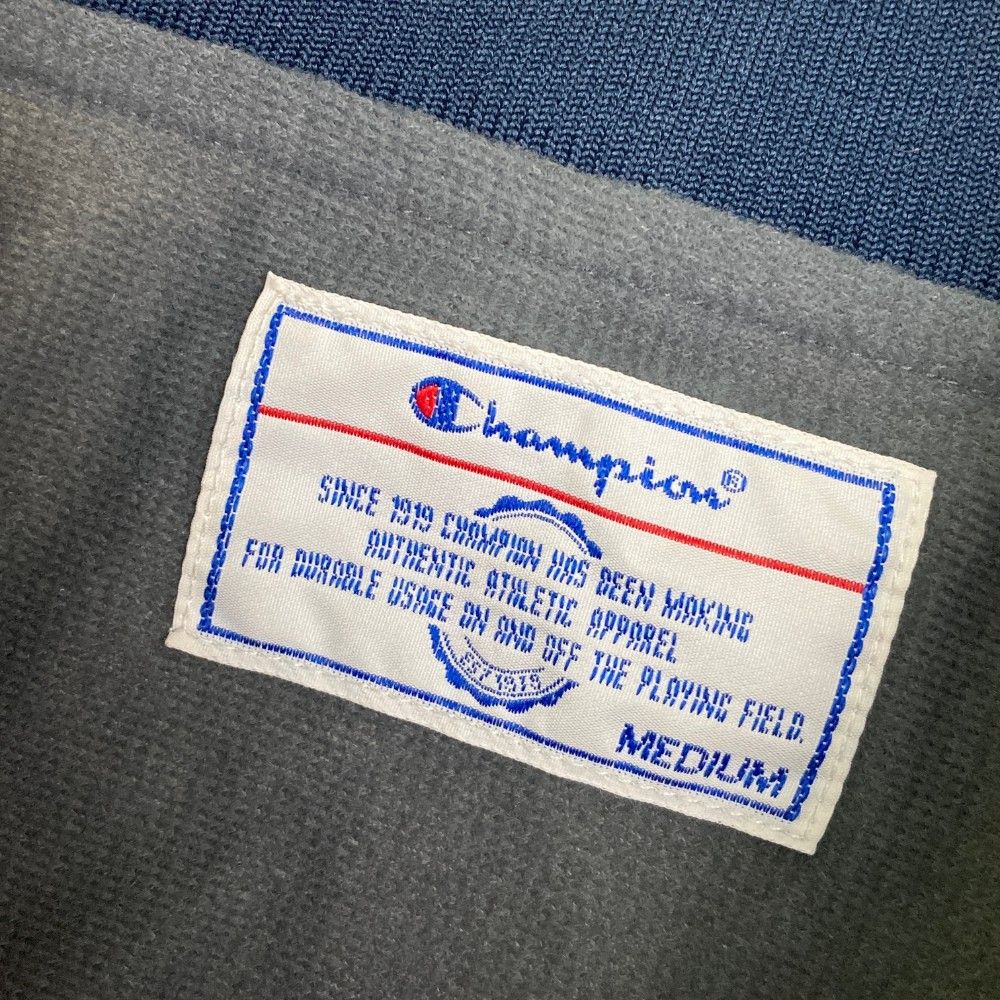 Champion®
SINCE 1919 CHAMPION HAS BEEN MAKING
AUTHENTIC ATHLETIC APPAREL
FOR DURABLE USAGE ON AND OFF THE PLAYING FIELD.
EST 1919
MEDIUM